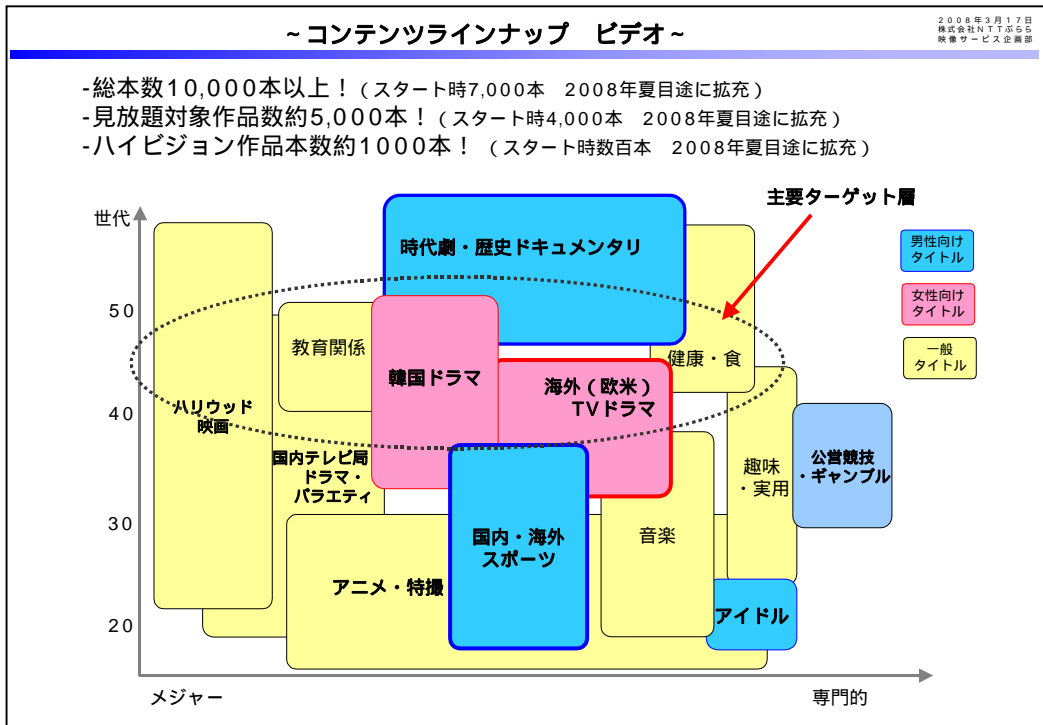 ～コンテンツラインナップ　ビデオ～
２００８年３月１７日
株式会社ＮＴＴぷらら
映像サービス企画部
-総本数10,000本以上！（スタート時7,000本　2008年夏目途に拡充）
-見放題対象作品数約5,000本！（スタート時4,000本　2008年夏目途に拡充）
-ハイビジョン作品本数約1000本！（スタート時数百本　2008年夏目途に拡充）
主要ターゲット層
世代
時代劇・歴史ドキュメンタリ
男性向け
タイトル
女性向け
タイトル
一般
タイトル
50
40
30
20
教育関係
韓国ドラマ
健康・食
海外（欧米）
TVドラマ
ハリウッド
映画
国内テレビ局
ドラマ・
バラエティ
趣味
・実用
公営競技
・ギャンブル
国内・海外
スポーツ
音楽
アニメ・特撮
アイドル
メジャー
専門的